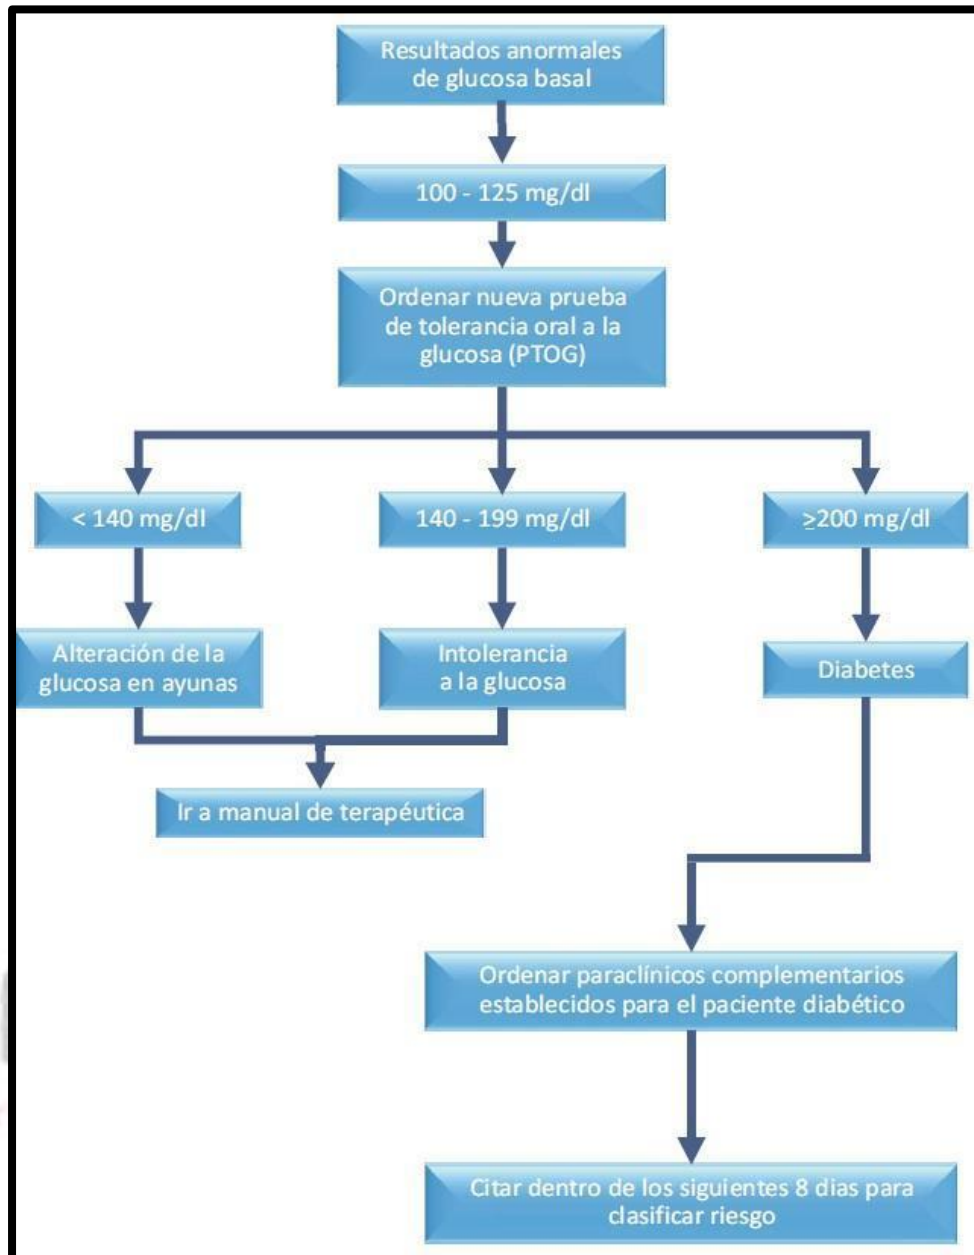 Resultados anormales
de glucosa basal
100 - 125 mg/dl
Ordenar nueva prueba
de tolerancia oral a la
glucosa (PTOG)
< 140 mg/dl
140 - 199 mg/dl
≥200 mg/dl
Alteración de la
glucosa en ayunas
Intolerancia
a la glucosa
Diabetes
Ir a manual de terapéutica
Ordenar paraclínicos complementarios
establecidos para el paciente diabético
Citar dentro de los siguientes 8 dias para
clasificar riesgo